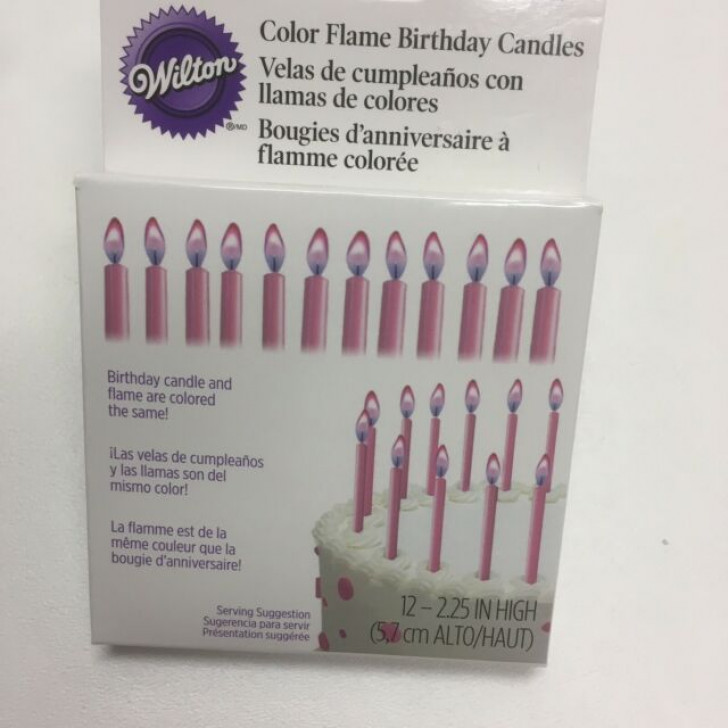 Wilton
®/MD
Color Flame Birthday Candles
Velas de cumpleaños con
llamas de colores
Bougies d'anniversaire à
flamme colorée
Birthday candle and
flame are colored
the same!
¡Las velas de cumpleaños
y las llamas son del
mismo color!
La flamme est de la
même couleur que la
bougie d'anniversaire!
Serving Suggestion
Sugerencia para servir
Présentation suggérée
12 – 2.25 IN HIGH
(5,7 cm ALTO/HAUT)